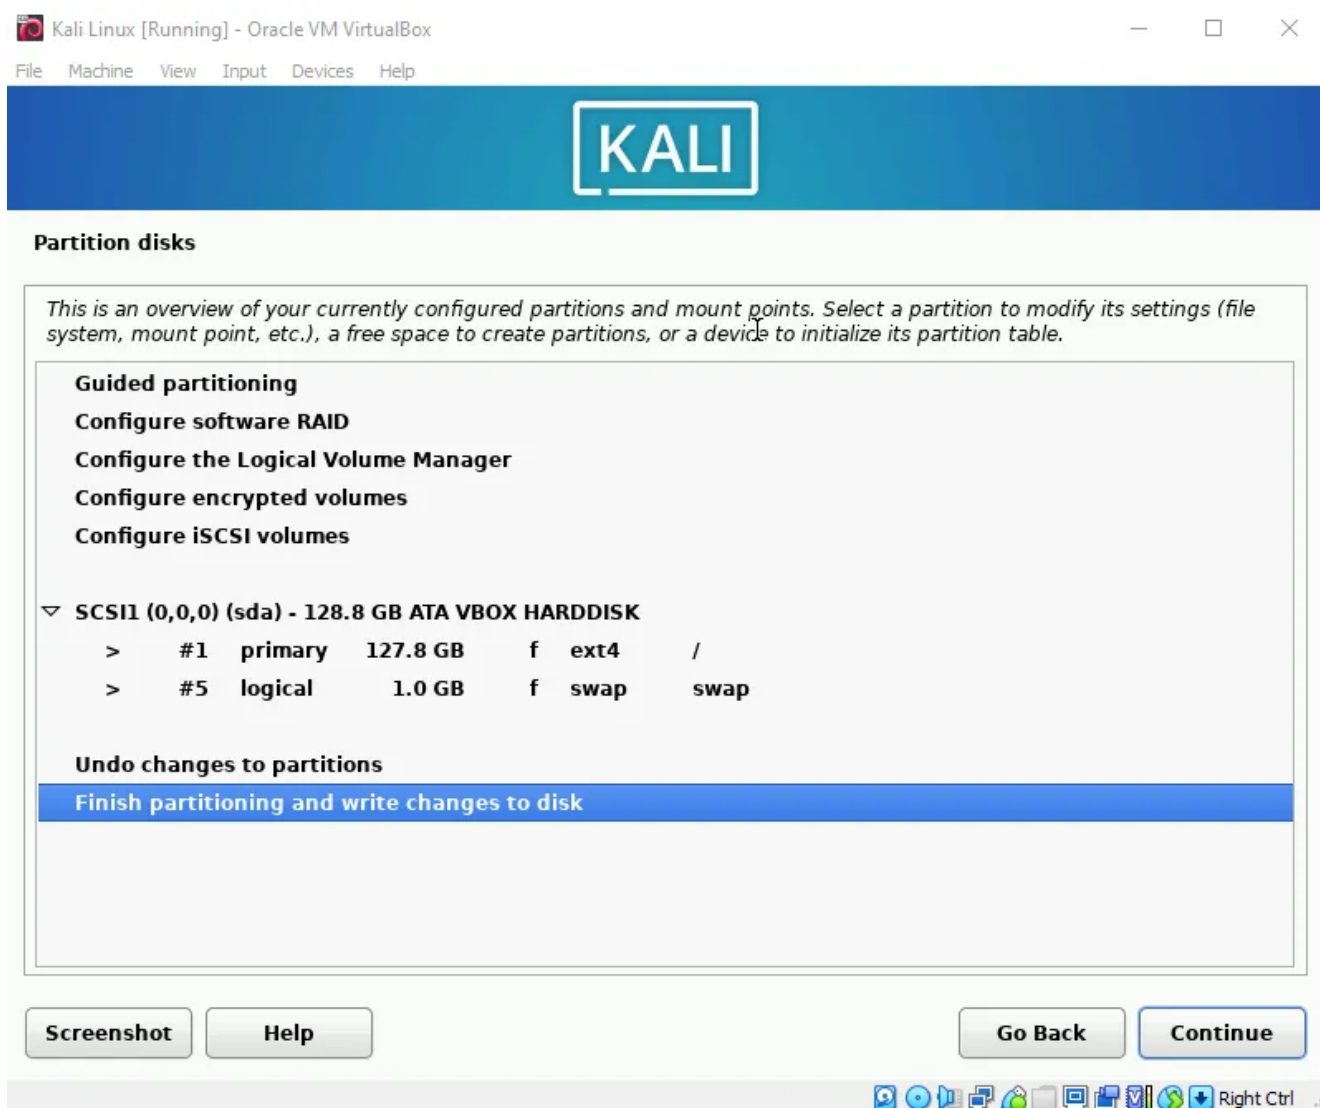 Kali Linux [Running] - Oracle VM VirtualBox
File Machine View Input Devices Help
KALI
Partition disks
This is an overview of your currently configured partitions and mount points. Select a partition to modify its settings (file
system, mount point, etc.), a free space to create partitions, or a device to initialize its partition table.
Guided partitioning
Configure software RAID
Configure the Logical Volume Manager
Configure encrypted volumes
Configure iSCSI volumes
SCSI1 (0,0,0) (sda) - 128.8 GB ATA VBOX HARDDISK
> #1 primary 127.8 GB f ext4 /
> #5 logical 1.0 GB f swap swap
Undo changes to partitions
Finish partitioning and write changes to disk
Screenshot Help Go Back Continue
Right Ctrl